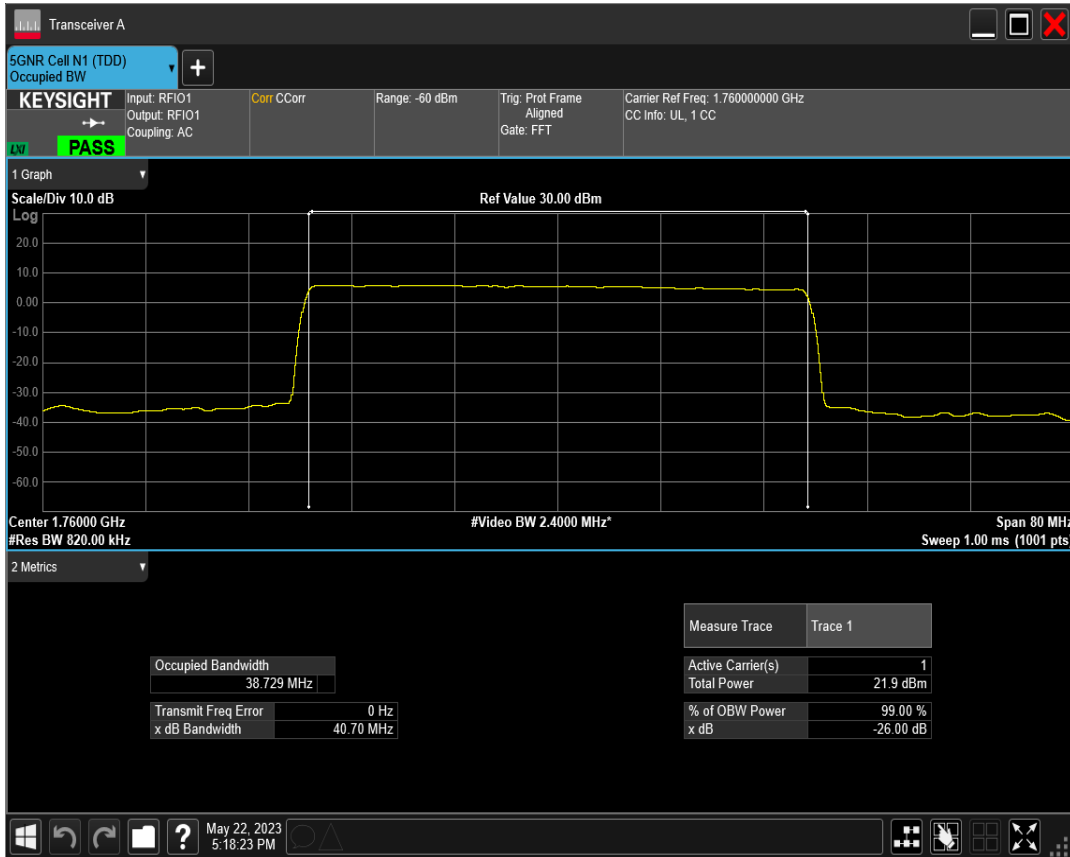 Transceiver A
5GNR Cell N1 (TDD)
Occupied BW
+
KEYSIGHT
LXI
PASS
Input: RFIO1
Output: RFIO1
Coupling: AC
Corr CCorr
Range: -60 dBm
Trig: Prot Frame
Aligned
Gate: FFT
Carrier Ref Freq: 1.760000000 GHz
CC Info: UL, 1 CC
1 Graph
Scale/Div 10.0 dB
Ref Value 30.00 dBm
Log
20.0
10.0
0.00
-10.0
-20.0
-30.0
-40.0
-50.0
-60.0
Center 1.76000 GHz
#Video BW 2.4000 MHz*
Span 80 MHz
#Res BW 820.00 kHz
Sweep 1.00 ms (1001 pts)
2 Metrics
Measure Trace Trace 1
Occupied Bandwidth
38.729 MHz
Active Carrier(s) 1
Total Power 21.9 dBm
Transmit Freq Error 0 Hz
x dB Bandwidth 40.70 MHz
% of OBW Power 99.00 %
x dB -26.00 dB
?
May 22, 2023
5:18:23 PM